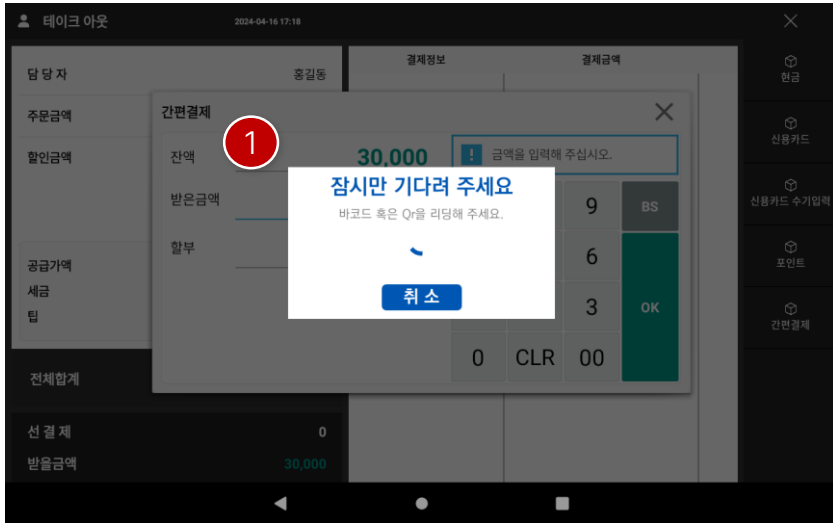 테이크 아웃
2024-04-16 17:18
담 당 자
홍길동
주문금액
할인금액
공급가액
세금
팁
전체합계
선 결 제
0
받을금액
30,000
결제정보
결제금액
현금
신용카드
신용카드 수기입력
포인트
간편결제
간편결제
1
잔액
30,000
! 금액을 입력해 주십시오.
받은금액
할부
9
BS
6
3
OK
0
CLR
00
잠시만 기다려 주세요
바코드 혹은 Qr을 리딩해 주세요.
취 소